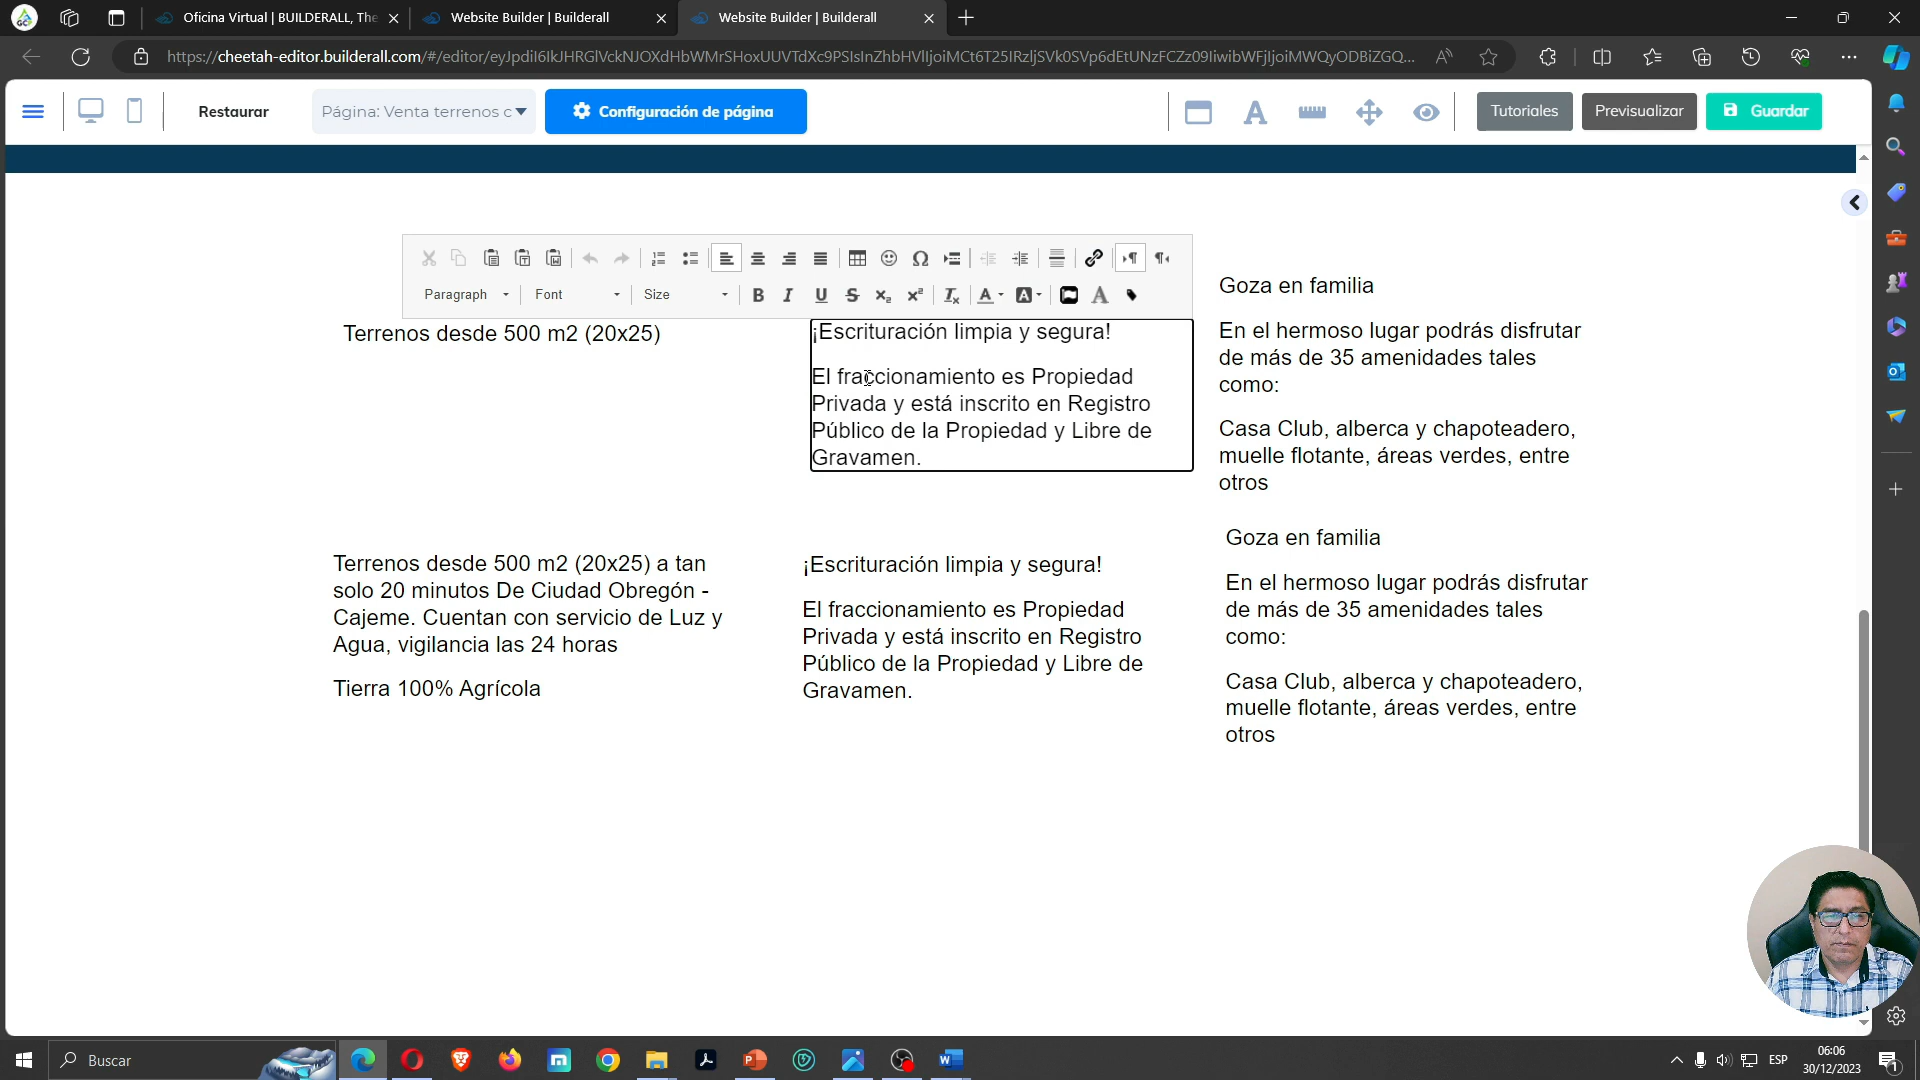 Oficina Virtual | BUILDERALL, The
Website Builder | Builderall
Website Builder | Builderall
Restaurar
Página: Venta terrenos c
Configuración de página
Tutoriales
Previsualizar
Guardar
Paragraph
Font
Size
Terrenos desde 500 m2 (20x25)
¡Escrituración limpia y segura!
El fraccionamiento es Propiedad
Privada y está inscrito en Registro
Público de la Propiedad y Libre de
Gravamen.
Goza en familia
En el hermoso lugar podrás disfrutar
de más de 35 amenidades tales
como:
Casa Club, alberca y chapoteadero,
muelle flotante, áreas verdes, entre
otros
Terrenos desde 500 m2 (20x25) a tan
solo 20 minutos De Ciudad Obregón -
Cajeme. Cuentan con servicio de Luz y
Agua, vigilancia las 24 horas
Tierra 100% Agrícola
¡Escrituración limpia y segura!
El fraccionamiento es Propiedad
Privada y está inscrito en Registro
Público de la Propiedad y Libre de
Gravamen.
Goza en familia
En el hermoso lugar podrás disfrutar
de más de 35 amenidades tales
como:
Casa Club, alberca y chapoteadero,
muelle flotante, áreas verdes, entre
otros
Buscar
ESP
06:06
30/12/2023